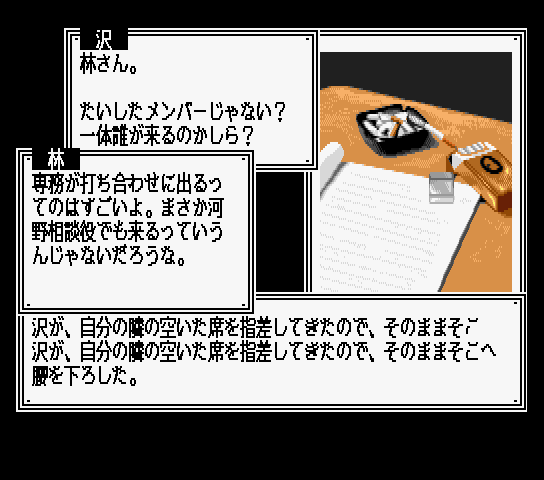 沢
林さん。
たいしたメンバーじゃない?
一体誰が来るのかしら?
林
専務が打ち合わせに出るっ
てのはすごいよ。まさか河
野相談役でも来るっていう
んじゃないだろうな。
沢が、自分の隣の空いた席を指差してきたので、そのままそこ
沢が、自分の隣の空いた席を指差してきたので、そのままそこへ
腰を下ろした。